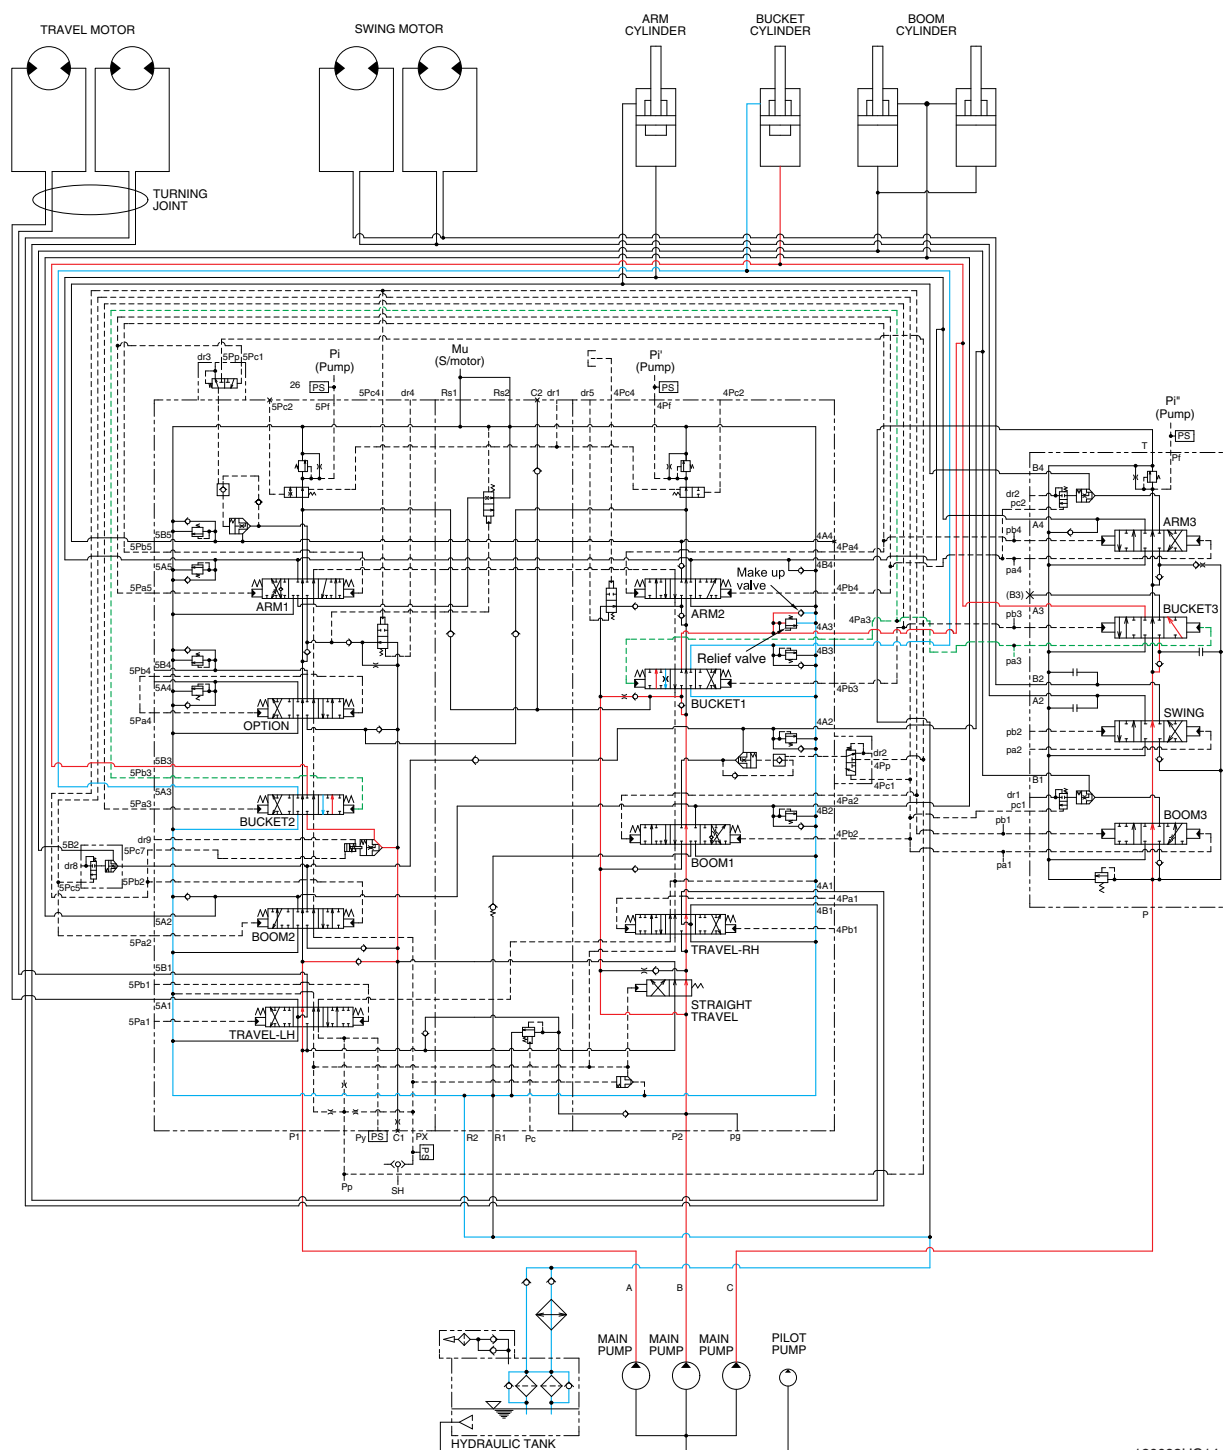 TRAVEL MOTOR
SWING MOTOR
ARM
CYLINDER
BUCKET
CYLINDER
BOOM
CYLINDER
TURNING
JOINT
dr3
5Pp
5Pc1
Pi
(Pump)
26
PS
Mu
(S/motor)
Pi'
(Pump)
PS
Pi"
(Pump)
PS
5Pc2
5Pf
5Pc4
dr4
Rs1
Rs2
C2
dr1
dr5
4Pc4
4Pf
4Pc2
T
Pf
B4
dr2
pc2
A4
ARM3
pb4
pa4
5B5
5Pb5
5A5
5Pa5
ARM1
4A4
4Pa4
4B4
4Pb4
ARM2
Make up
valve
Relief valve
4A3
4Pa3
4B3
4Pb3
BUCKET1
(B3)
A3
pb3
pa3
BUCKET3
B2
A2
pb2
pa2
SWING
5B4
5Pb4
5A4
5Pa4
OPTION
5B3
5Pb3
5A3
5Pa3
BUCKET2
4A2
dr2
4Pp
4Pc1
4Pa2
4B2
4Pb2
BOOM1
B1
dr1
pc1
pb1
pa1
BOOM3
P
dr9
5B2
5Pc7
dr8
5Pc5
5Pb2
5A2
5Pa2
BOOM2
4A1
4Pa1
4B1
4Pb1
TRAVEL-RH
STRAIGHT
TRAVEL
5B1
5Pb1
5A1
5Pa1
TRAVEL-LH
P1
Py
PS
C1
PX
PS
R2
R1
Pc
P2
pg
Pp
SH
A
B
C
MAIN
PUMP
MAIN
PUMP
MAIN
PUMP
PILOT
PUMP
HYDRAULIC TANK